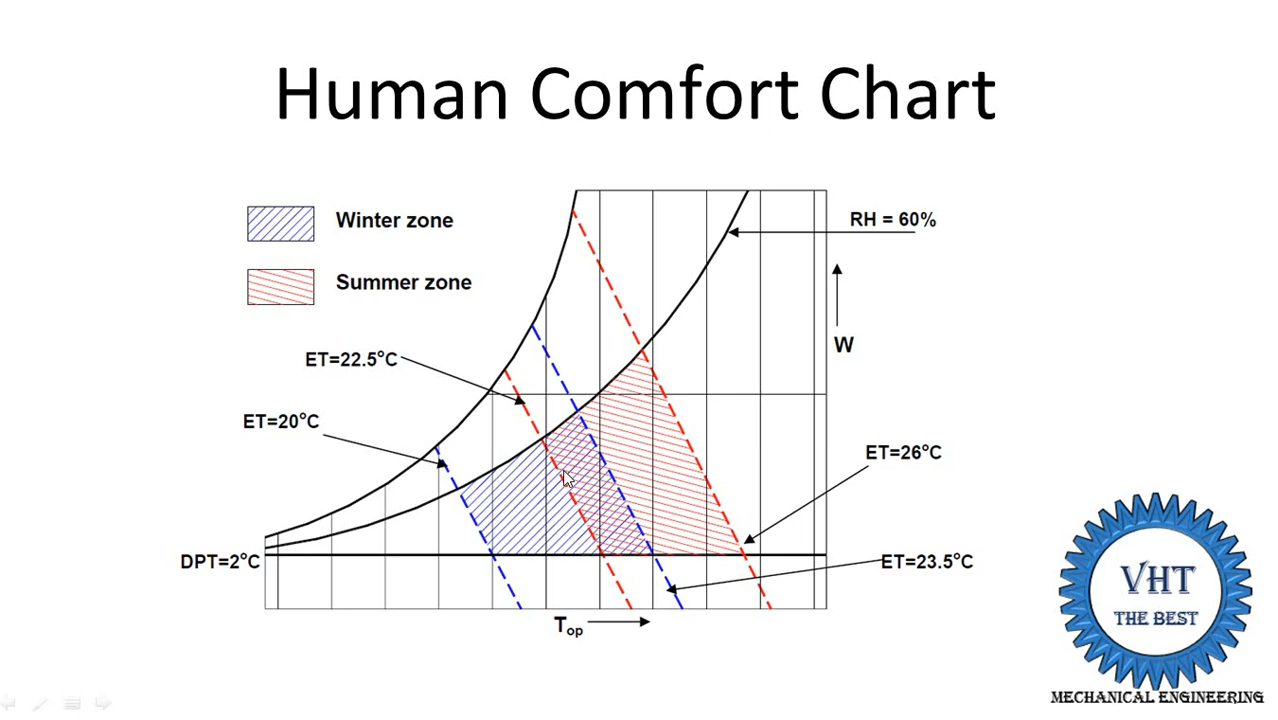 Human Comfort Chart
Winter zone
RH = 60%
Summer zone
W
ET=22.5°C
ET=20°C
ET=26°C
DPT=2°C
ET=23.5°C
Top
VHT
THE BEST
MECHANICAL ENGINEERING